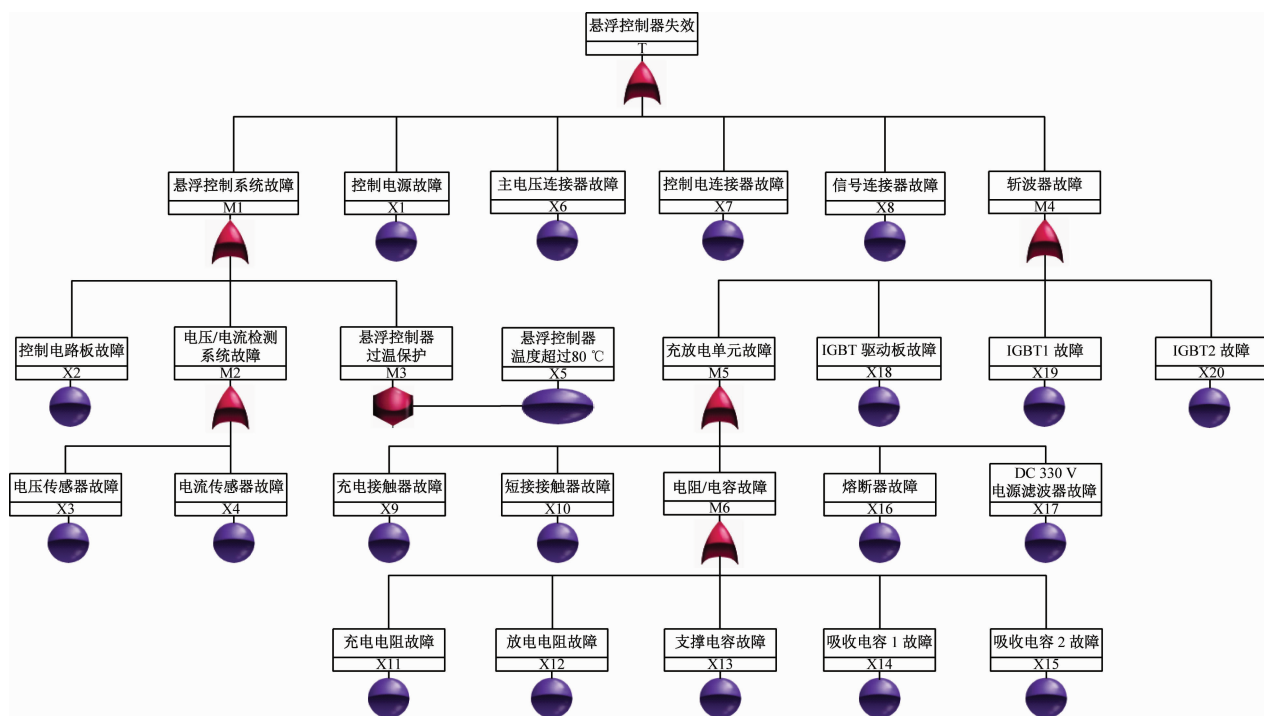 悬浮控制器失效
T
悬浮控制系统故障
M1
控制电源故障
X1
主电压连接器故障
X6
控制电连接器故障
X7
信号连接器故障
X8
斩波器故障
M4
控制电路板故障
X2
电压/电流检测
系统故障
M2
悬浮控制器
过温保护
M3
悬浮控制器
温度超过80 ℃
X5
充放电单元故障
M5
IGBT 驱动板故障
X18
IGBT1 故障
X19
IGBT2 故障
X20
电压传感器故障
X3
电流传感器故障
X4
充电接触器故障
X9
短接接触器故障
X10
电阻/电容故障
M6
熔断器故障
X16
DC 330 V
电源滤波器故障
X17
充电电阻故障
X11
放电电阻故障
X12
支撑电容故障
X13
吸收电容 1 故障
X14
吸收电容 2 故障
X15